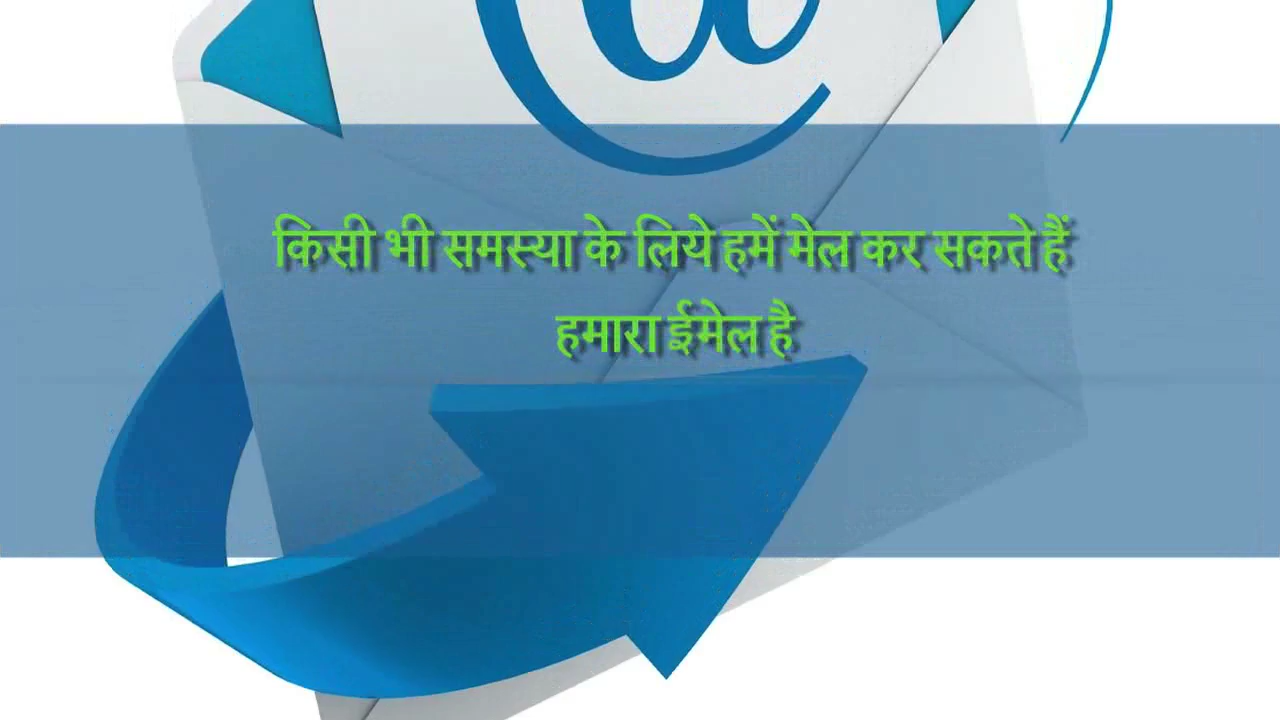 किसी भी समस्या के लिये हमें मेल कर सकते हैं
हमारा ईमेल है